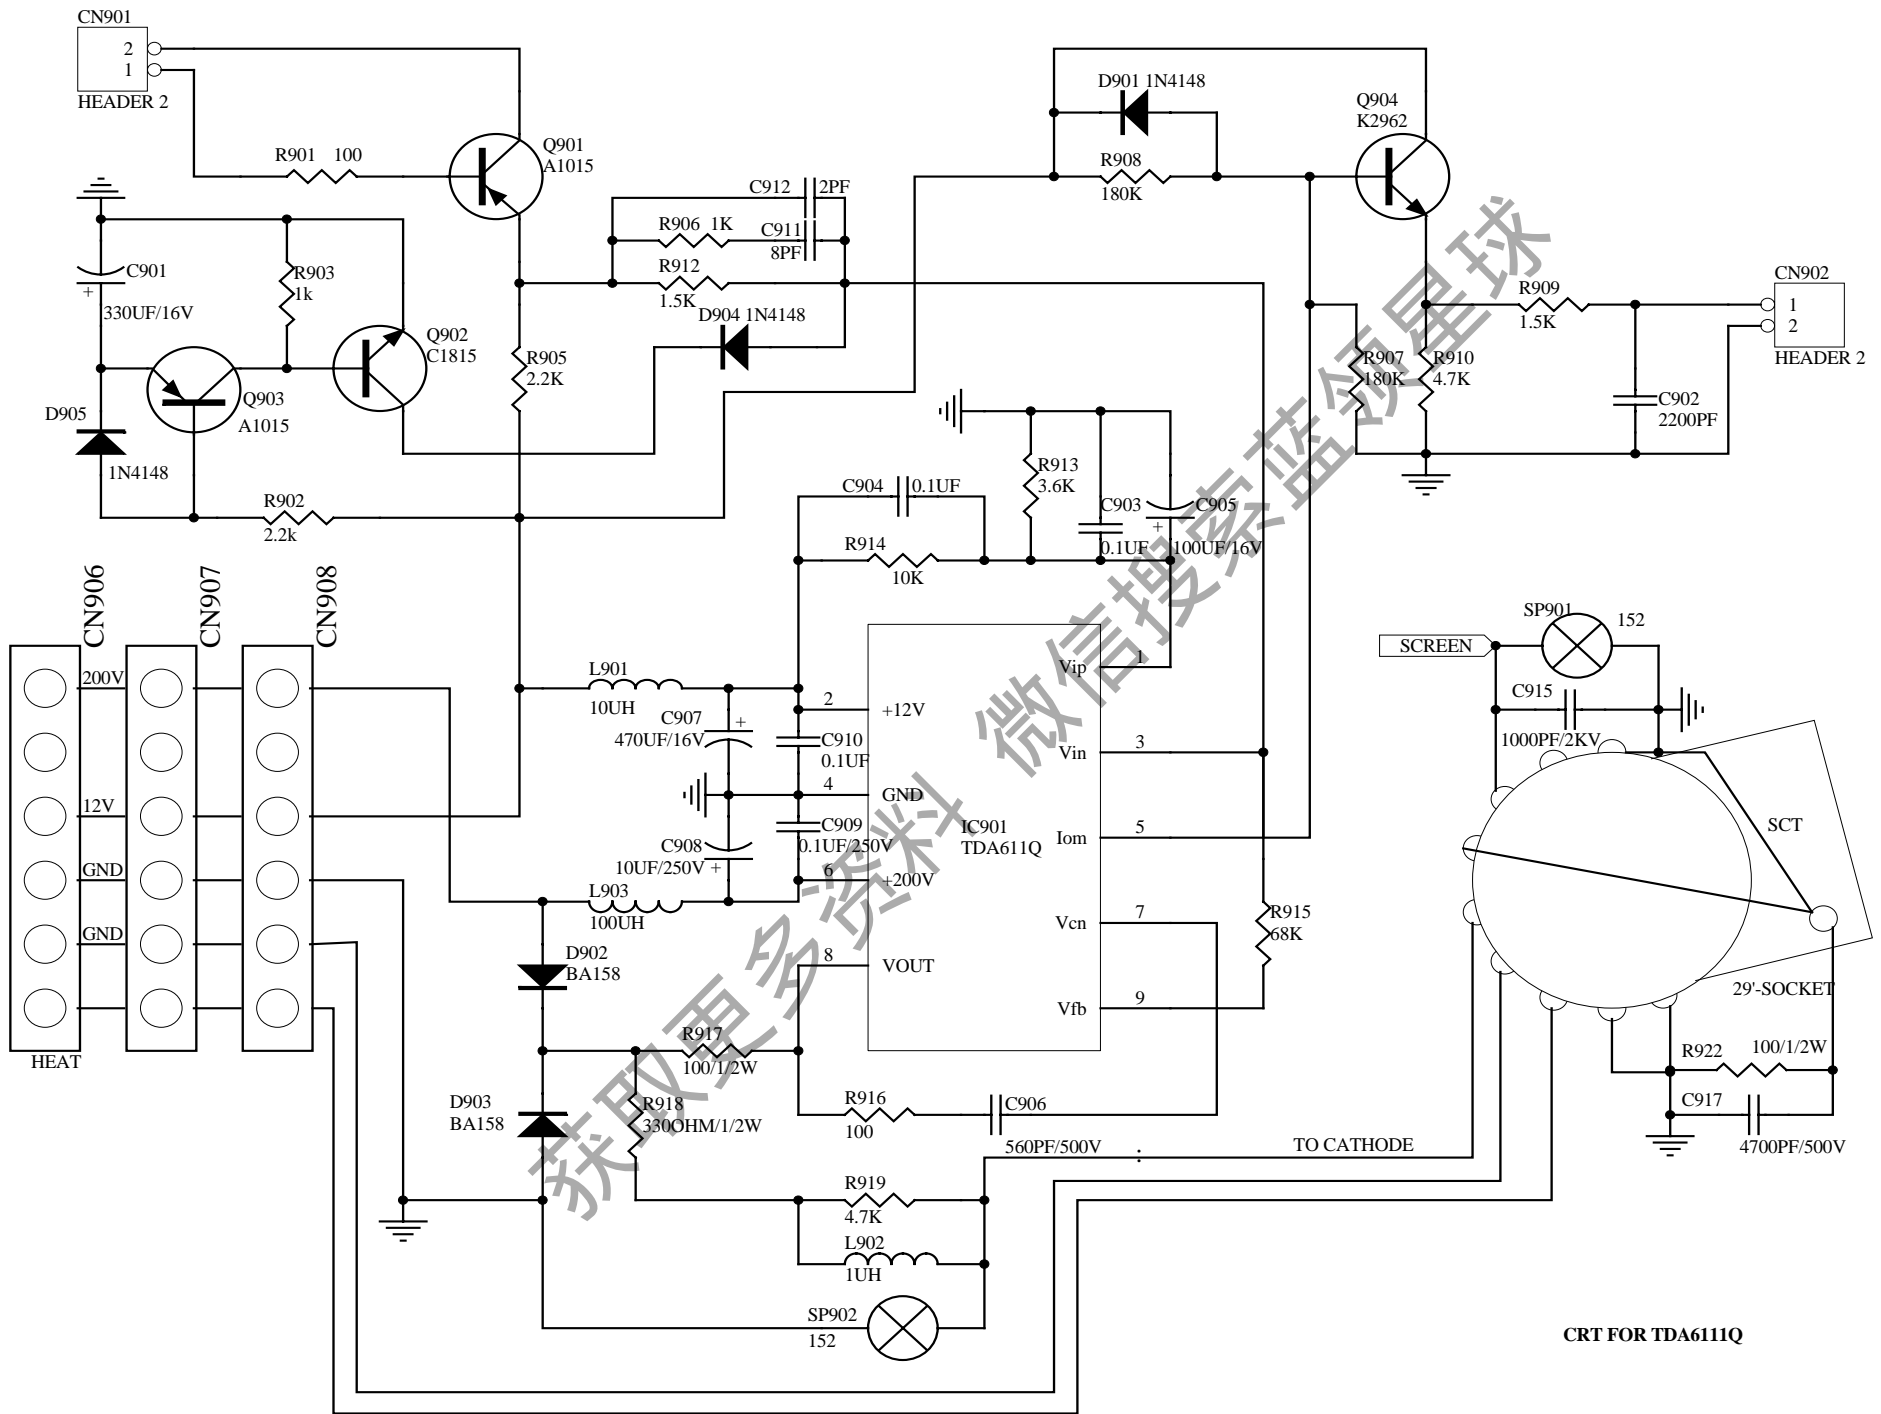 CN901
2
1
HEADER 2
R901 100
Q901
A1015
D901 1N4148
R908
180K
Q904
K2962
C912 2PF
R906 1K
C911
8PF
R912
1.5K
D904 1N4148
C901
+
330UF/16V
R903
1k
Q902
C1815
R905
2.2K
Q903
A1015
D905
1N4148
R902
2.2k
CN902
1
2
HEADER 2
R909
1.5K
R907
180K
R910
4.7K
C902
2200PF
R913
3.6K
C904 0.1UF
C903
0.1UF
C905
+
100UF/16V
R914
10K
CN906
CN907
CN908
200V
12V
GND
GND
HEAT
L901
10UH
C907
+
470UF/16V
C910
0.1UF
C909
0.1UF/250V
C908
10UF/250V
+
L903
100UH
2
+12V
4
GND
6
+200V
8
VOUT
IC901
TDA611Q
Vip
1
Vin
3
Iom
5
Vcn
7
Vfb
9
R915
68K
D902
BA158
D903
BA158
R917
100/1/2W
R918
330OHM/1/2W
R916
100
C906
560PF/500V
:
TO CATHODE
R919
4.7K
L902
1UH
SP902
152
SCREEN
SP901
152
C915
1000PF/2KV
SCT
29'-SOCKET
R922
100/1/2W
C917
4700PF/500V
CRT FOR TDA6111Q
获取更多资料 微信搜索蓝领星球